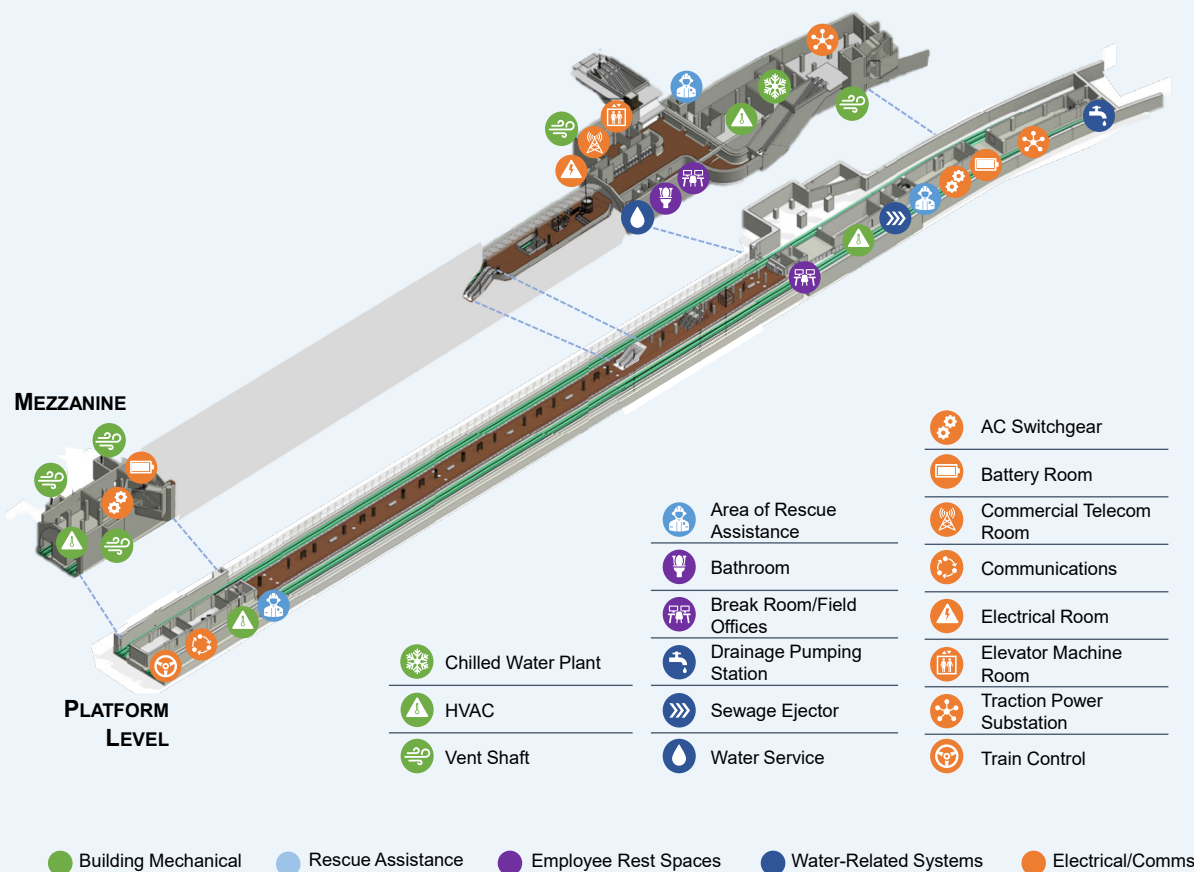 MEZZANINE
PLATFORM
LEVEL
Chilled Water Plant
HVAC
Vent Shaft
Area of Rescue
Assistance
Bathroom
Break Room/Field
Offices
Drainage Pumping
Station
Sewage Ejector
Water Service
AC Switchgear
Battery Room
Commercial Telecom
Room
Communications
Electrical Room
Elevator Machine
Room
Traction Power
Substation
Train Control
Building Mechanical
Rescue Assistance
Employee Rest Spaces
Water-Related Systems
Electrical/Comms